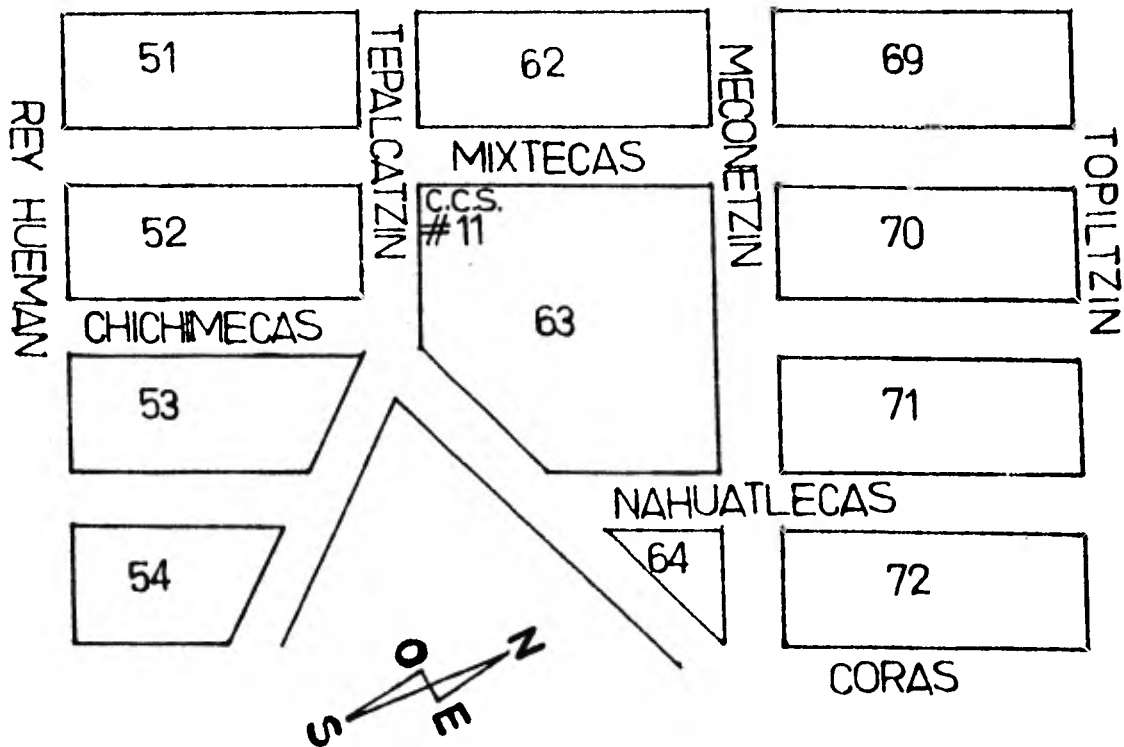 51
62
69
REY HUEMAN
TEPALCATZIN
MECONETZIN
TOPILTZIN
MIXTECAS
52
C.C.S.
# 11
63
70
CHICHIMECAS
53
71
NAHUATLECAS
54
64
72
CORAS
N
O
E
S